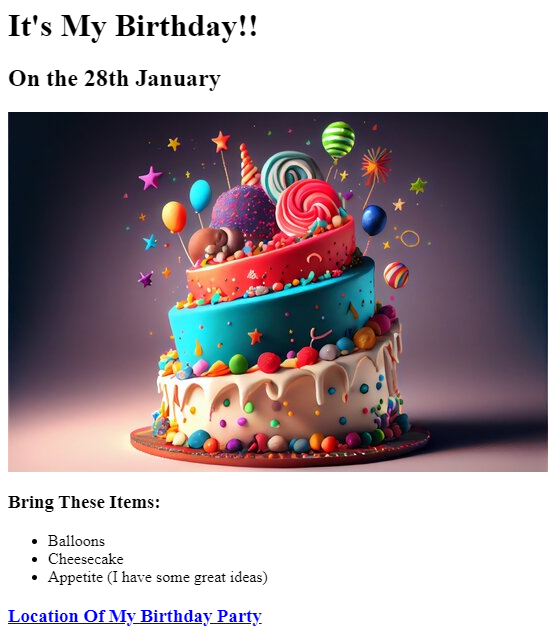 It's My Birthday!!
On the 28th January
Bring These Items:
Balloons
Cheesecake
Appetite (I have some great ideas)
Location Of My Birthday Party